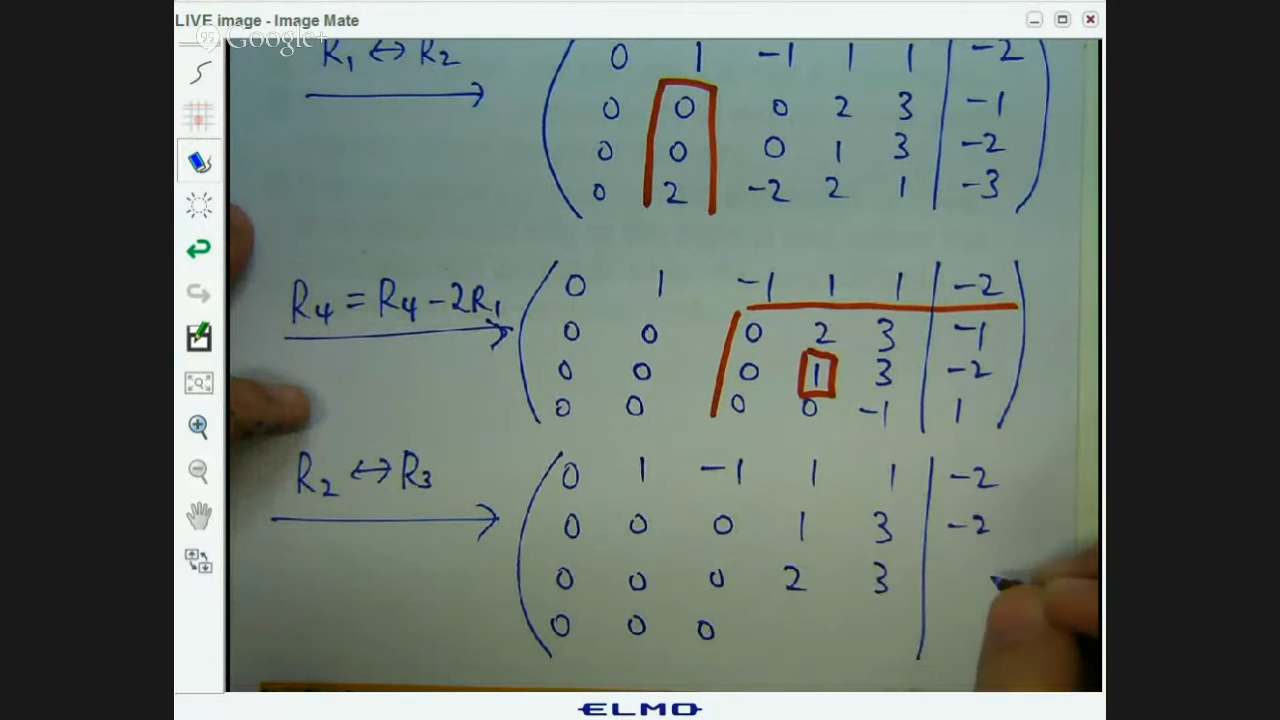 LIVE image - Image Mate
Google+
R₁ ↔ R₂
0 1 -1 1 1 | -2
0 0 0 2 3 | -1
0 0 0 1 3 | -2
0 2 -2 2 1 | -3
R₄ = R₄ - 2R₁
0 1 -1 1 1 | -2
0 0 0 2 3 | -1
0 0 0 1 3 | -2
0 0 0 0 -1 | 1
R₂ ↔ R₃
0 1 -1 1 1 | -2
0 0 0 1 3 | -2
0 0 0 2 3 |
0 0 0 |
ELMO